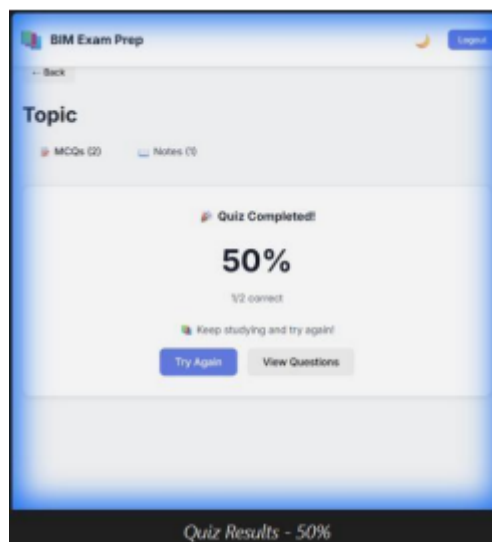 BIM Exam Prep
Logout
← Back
Topic
MCQs (2) Notes (1)
Quiz Completed!
50%
1/2 correct
Keep studying and try again!
Try Again View Questions
Quiz Results - 50%